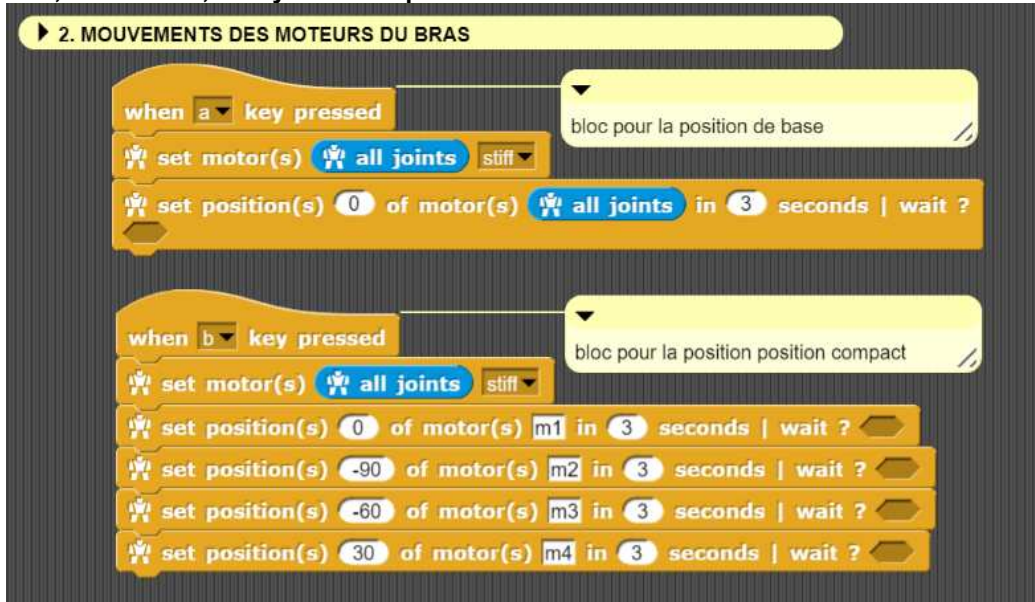 2. MOUVEMENTS DES MOTEURS DU BRAS
when a key pressed
bloc pour la position de base
set motor(s) all joints stiff
set position(s) 0 of motor(s) all joints in 3 seconds | wait ?
when b key pressed
bloc pour la position position compact
set motor(s) all joints stiff
set position(s) 0 of motor(s) m1 in 3 seconds | wait ?
set position(s) -90 of motor(s) m2 in 3 seconds | wait ?
set position(s) -60 of motor(s) m3 in 3 seconds | wait ?
set position(s) 30 of motor(s) m4 in 3 seconds | wait ?